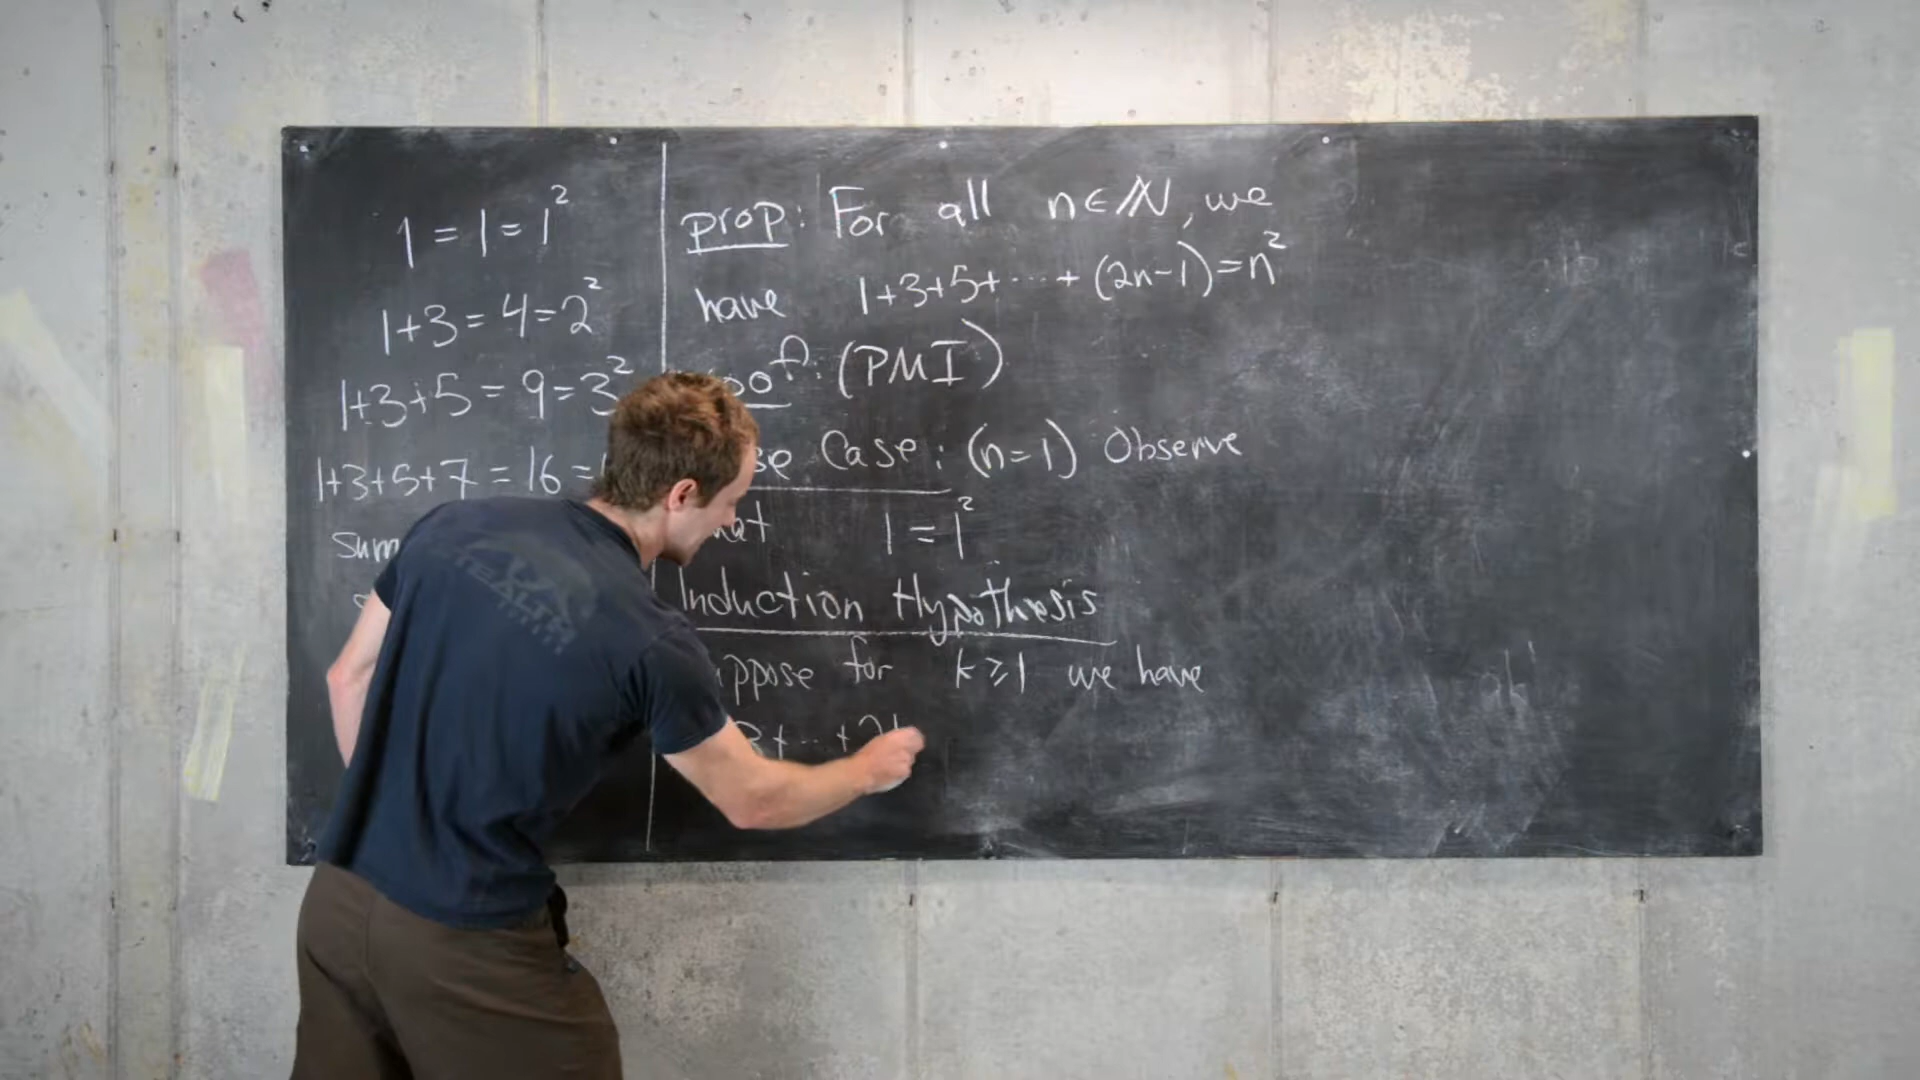 1 = 1 = 1²
1+3 = 4 = 2²
1+3+5 = 9 = 3²
1+3+5+7 = 16 =
prop: For all n∈ℕ, we
have 1+3+5+⋯+(2n-1)=n²
(PMI)
Case: (n=1) Observe
1 = 1²
Induction Hypothesis
for k≥1 we have
3+⋯+2